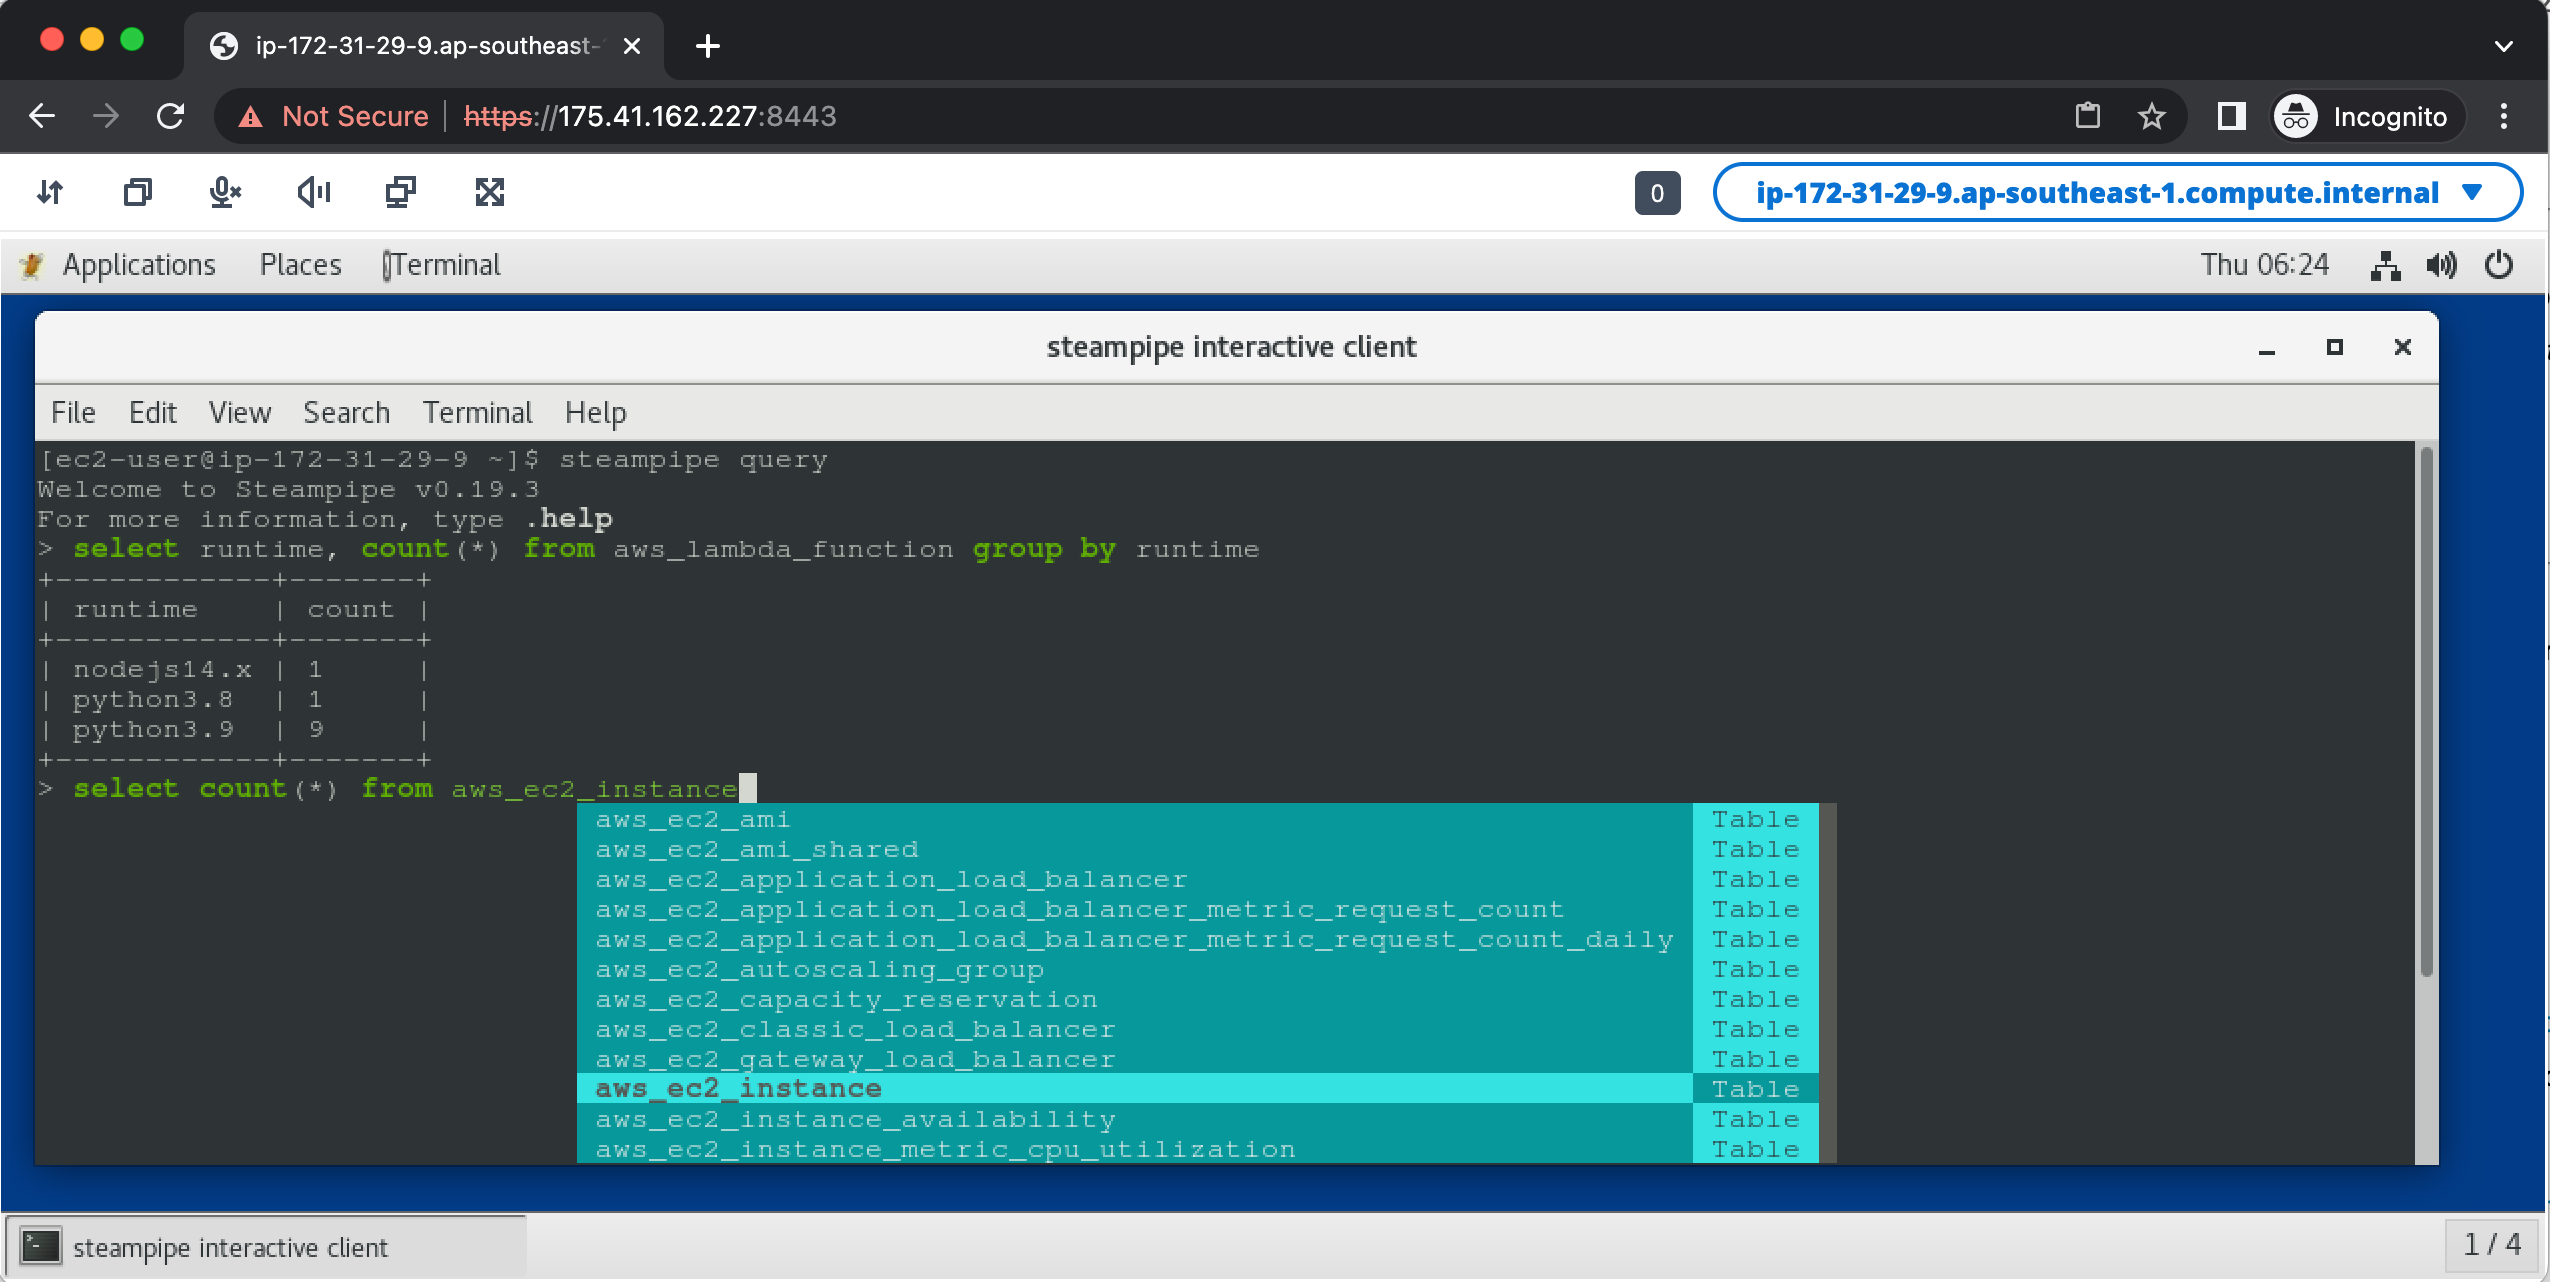 ip-172-31-29-9.ap-southeast-
Not Secure https://175.41.162.227:8443
Incognito
0 ip-172-31-29-9.ap-southeast-1.compute.internal
Applications Places Terminal Thu 06:24
steampipe interactive client
File Edit View Search Terminal Help
[ec2-user@ip-172-31-29-9 ~]$ steampipe query
Welcome to Steampipe v0.19.3
For more information, type .help
> select runtime, count(*) from aws_lambda_function group by runtime
+------------+-------+
| runtime    | count |
+------------+-------+
| nodejs14.x | 1     |
| python3.8  | 1     |
| python3.9  | 9     |
+------------+-------+
> select count(*) from aws_ec2_instance
aws_ec2_ami Table
aws_ec2_ami_shared Table
aws_ec2_application_load_balancer Table
aws_ec2_application_load_balancer_metric_request_count Table
aws_ec2_application_load_balancer_metric_request_count_daily Table
aws_ec2_autoscaling_group Table
aws_ec2_capacity_reservation Table
aws_ec2_classic_load_balancer Table
aws_ec2_gateway_load_balancer Table
aws_ec2_instance Table
aws_ec2_instance_availability Table
aws_ec2_instance_metric_cpu_utilization Table
steampipe interactive client 1 / 4